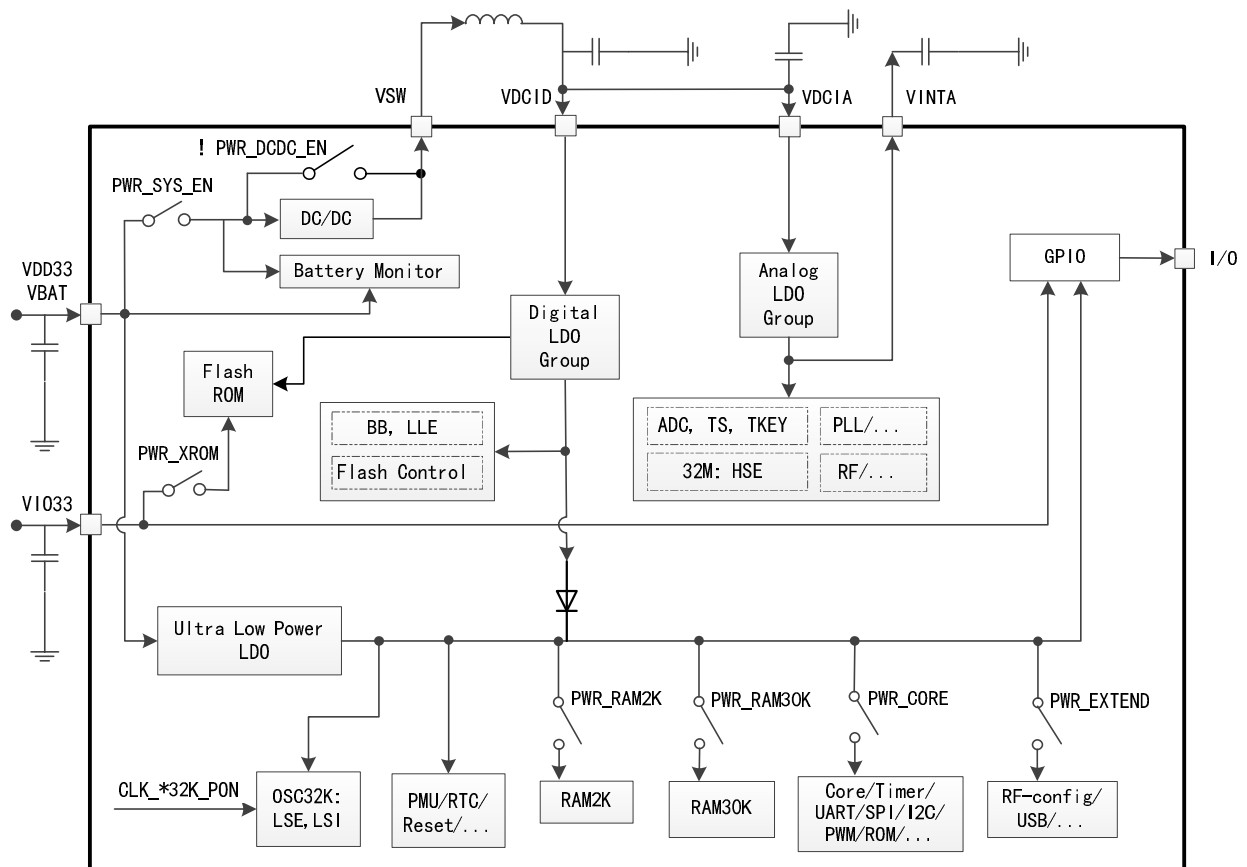 VSW
VDCID
VDCIA
VINTA
! PWR_DCDC_EN
PWR_SYS_EN
DC/DC
Battery Monitor
VDD33
VBAT
Digital
LDO
Group
Analog
LDO
Group
GPIO
I/O
Flash
ROM
BB, LLE
Flash Control
ADC, TS, TKEY
PLL/...
32M: HSE
RF/...
PWR_XROM
VIO33
Ultra Low Power
LDO
PWR_RAM2K
PWR_RAM30K
PWR_CORE
PWR_EXTEND
CLK_*32K_PON
OSC32K:
LSE,LSI
PMU/RTC/
Reset/...
RAM2K
RAM30K
Core/Timer/
UART/SPI/I2C/
PWM/ROM/...
RF-config/
USB/...